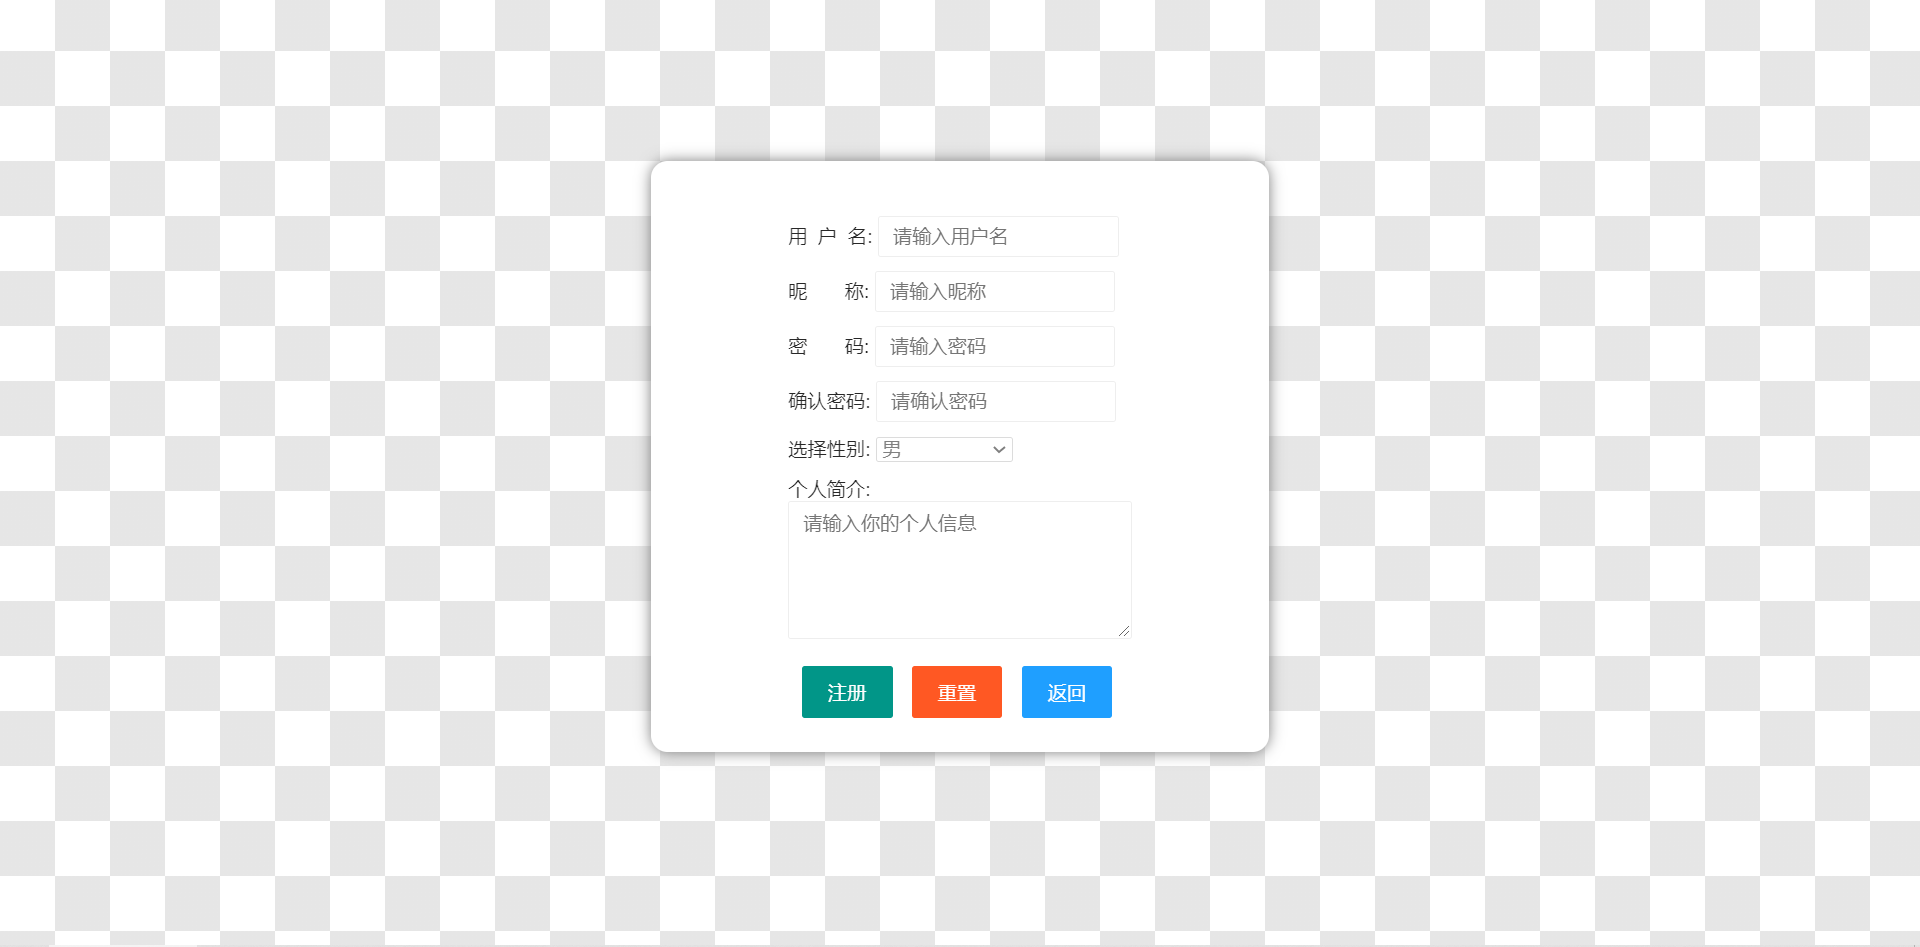 用 户 名: 请输入用户名
昵 称: 请输入昵称
密 码: 请输入密码
确认密码: 请确认密码
选择性别: 男
个人简介:
请输入你的个人信息
注册 重置 返回